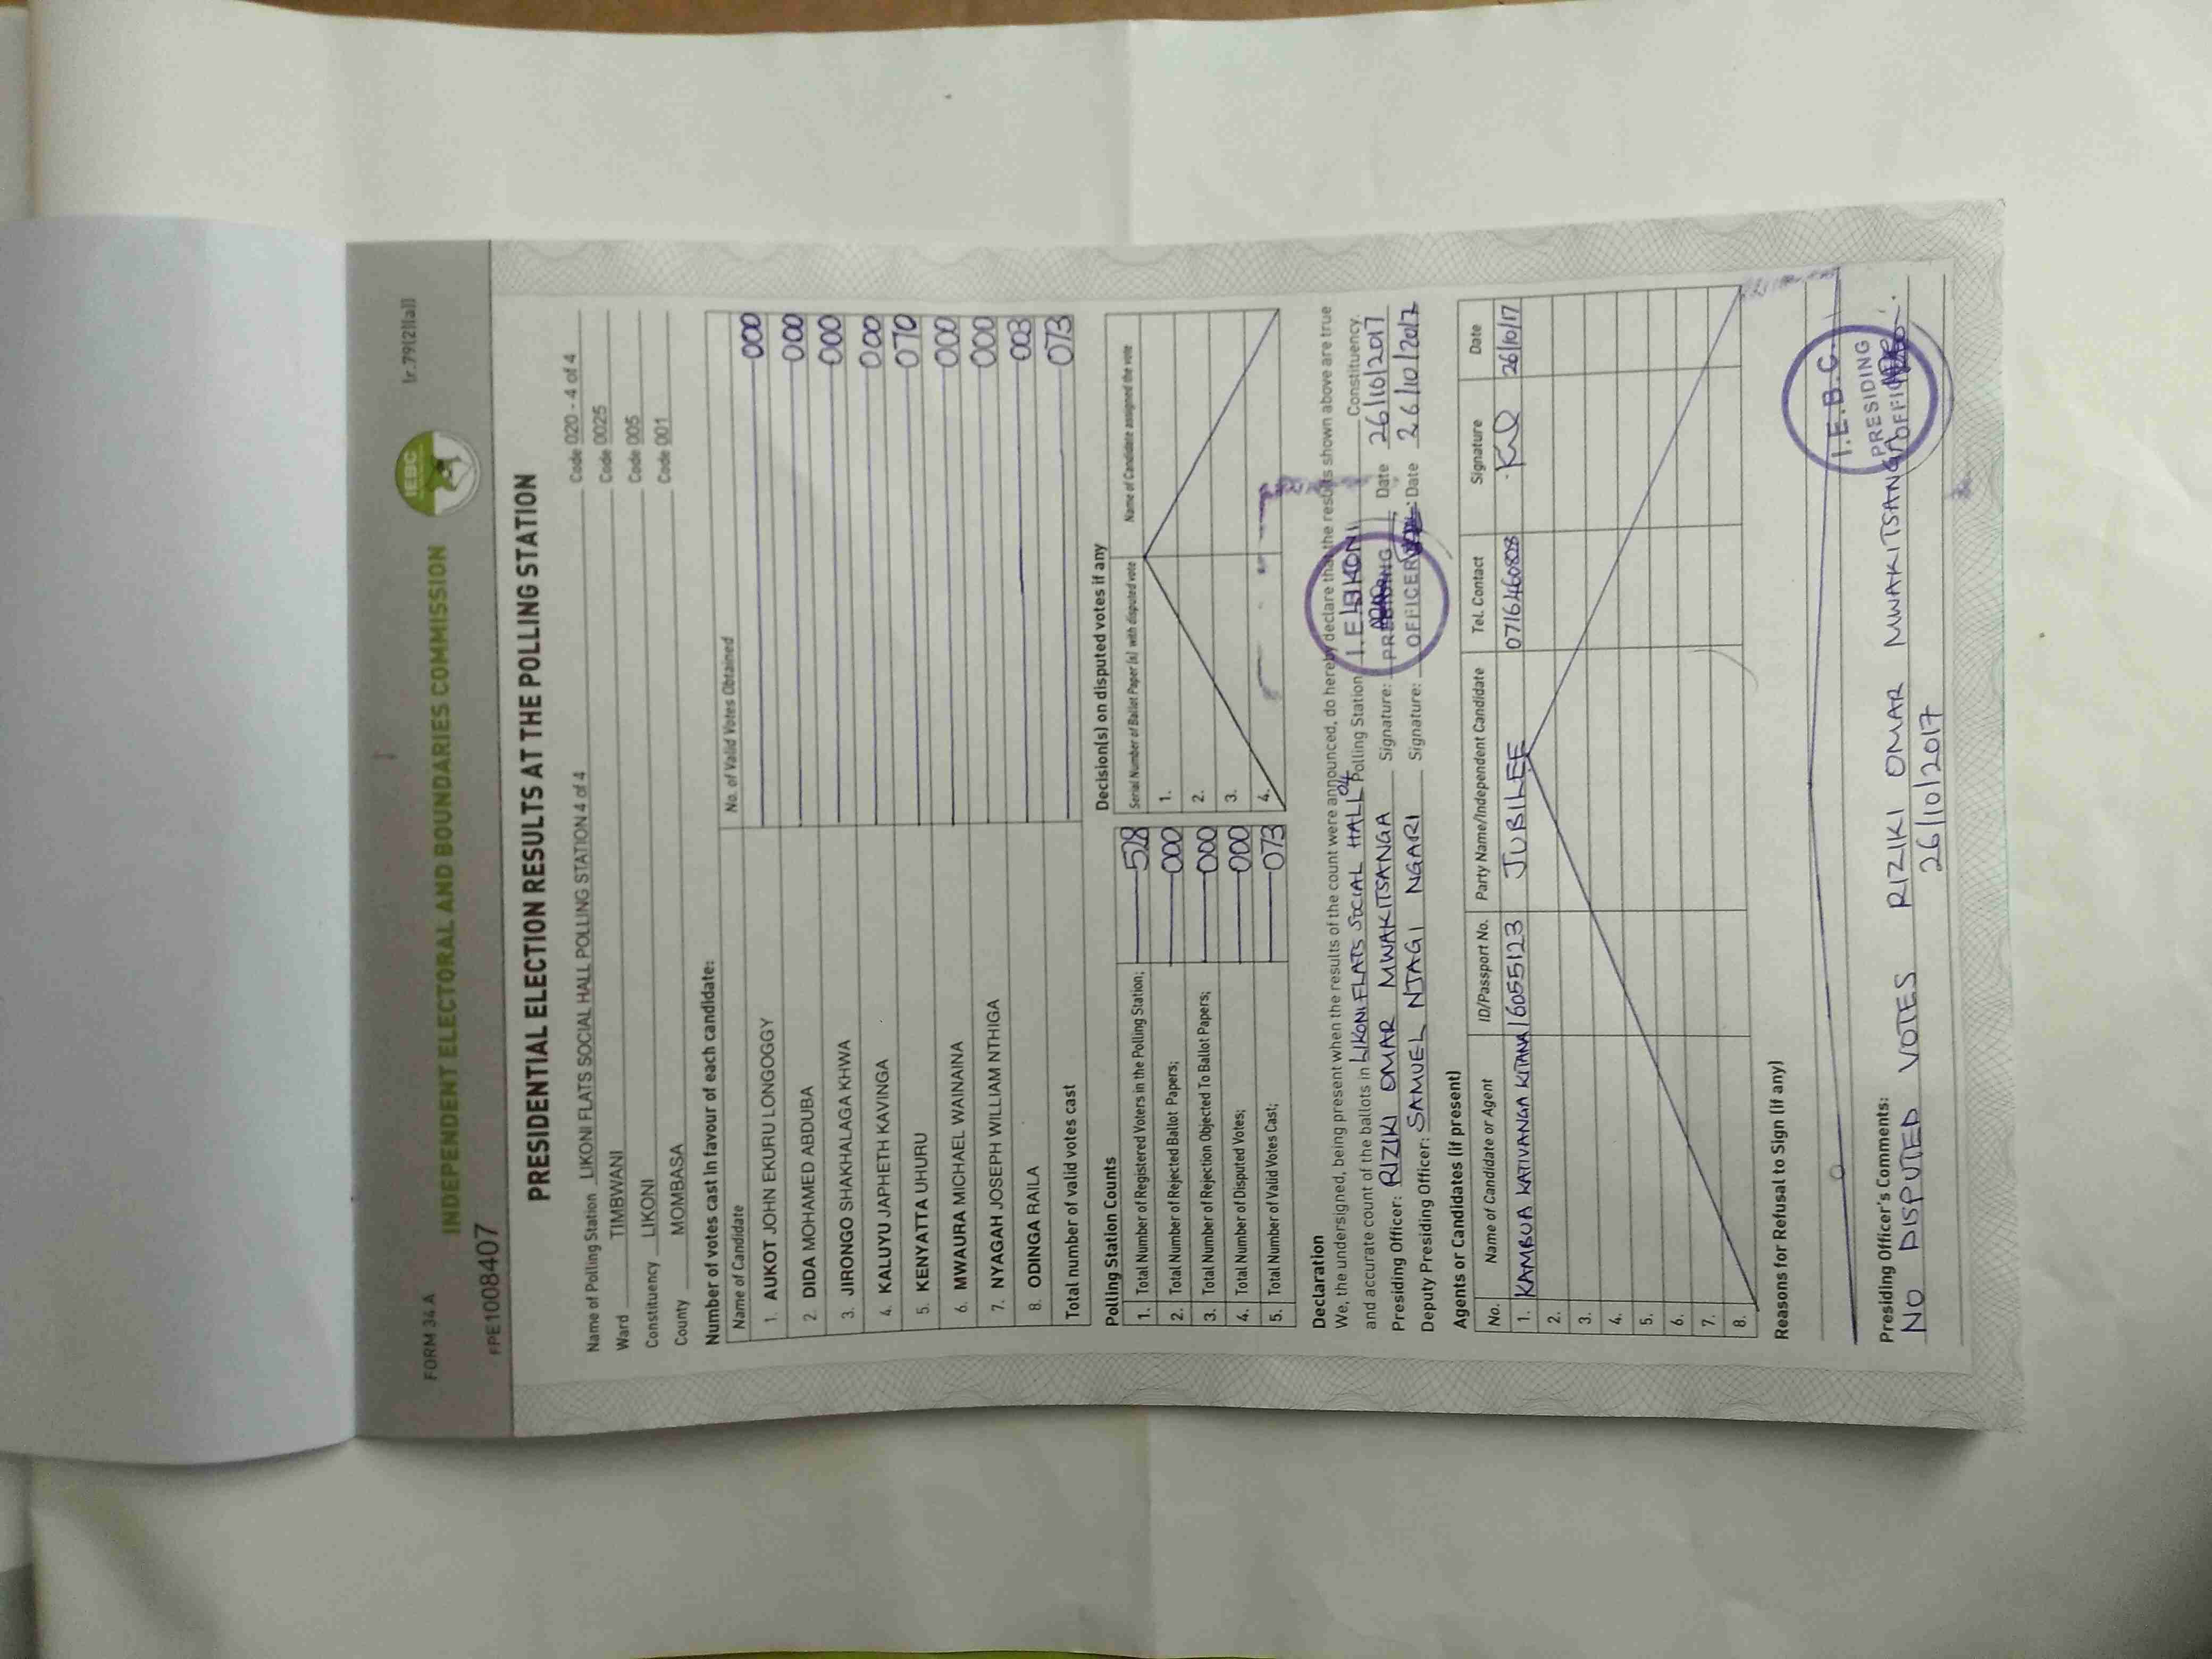 FORM 34 A
Ir.79(2)(a)]
INDEPENDENT ELECTORAL AND BOUNDARIES COMMISSION
IEBC
FPE1008407
PRESIDENTIAL ELECTION RESULTS AT THE POLLING STATION
Name of Polling Station LIKONI FLATS SOCIAL HALL POLLING STATION 4 of 4 Code 020 - 4 of 4
Ward TIMBWANI Code 0025
Constituency LIKONI Code 005
County MOMBASA Code 001
Number of votes cast in favour of each candidate:
Name of Candidate No. of Valid Votes Obtained
1. AUKOT JOHN EKURU LONGOGGY 000
2. DIDA MOHAMED ABDUBA 000
3. JIRONGO SHAKHALAGA KHWA 000
4. KALUYU JAPHETH KAVINGA 000
5. KENYATTA UHURU 070
6. MWAURA MICHAEL WAINAINA 000
7. NYAGAH JOSEPH WILLIAM NTHIGA 000
8. ODINGA RAILA 003
Total number of valid votes cast 073
Polling Station Counts
1. Total Number of Registered Voters in the Polling Station; 528
2. Total Number of Rejected Ballot Papers; 000
3. Total Number of Rejection Objected To Ballot Papers; 000
4. Total Number of Disputed Votes; 000
5. Total Number of Valid Votes Cast; 073
Decision(s) on disputed votes if any
Serial Number of Ballot Paper (s) with disputed vote Name of Candidate assigned the vote
1.
2.
3.
4.
Declaration
We, the undersigned, being present when the results of the count were announced, do hereby declare that the results shown above are true
and accurate count of the ballots in LIKONI FLATS SOCIAL HALL 04 Polling Station LIKONI Constituency.
Presiding Officer: RIZIKI OMAR MWAKITSANGA Signature: Date 26/10/2017
Deputy Presiding Officer: SAMUEL NJAGI NGARI Signature: Date 26/10/2017
PRESIDING
OFFICER
Agents or Candidates (if present)
No. Name of Candidate or Agent ID/Passport No. Party Name/Independent Candidate Tel. Contact Signature Date
1. KAMBUA KATIVANGA KITANA 16055123 JUBILEE 0716460828 26/10/17
2.
3.
4.
5.
6.
7.
8.
Reasons for Refusal to Sign (if any)
I.E.B.C.
PRESIDING
OFFICER
Presiding Officer's Comments:
NO DISPUTED VOTES RIZIKI OMAR MWAKITSANGA
26/10/2017